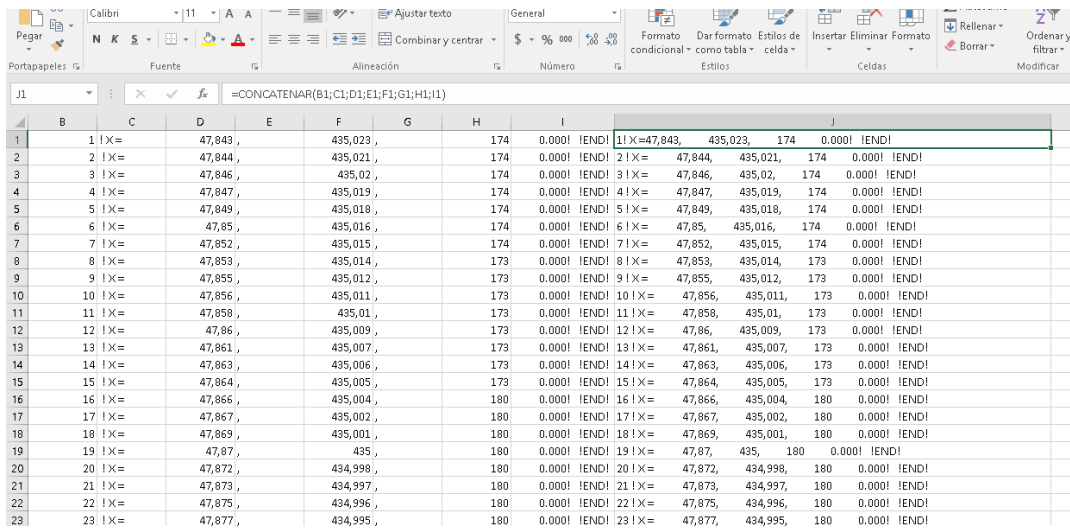 Calibri 11 A A Ajustar texto General Rellenar
Pegar N K S A Combinar y centrar $ % 000 Formato Dar formato Estilos de Insertar Eliminar Formato Borrar Ordenar y
condicional como tabla celda filtrar
Portapapeles Fuente Alineación Número Estilos Celdas Modificar
J1 fx =CONCATENAR(B1;C1;D1;E1;F1;G1;H1;I1)
B C D E F G H I J
1 1 !X= 47,843 , 435,023 , 174 0.000! !END! 1!X=47,843, 435,023, 174 0.000! !END!
2 2 !X= 47,844 , 435,021 , 174 0.000! !END! 2!X= 47,844, 435,021, 174 0.000! !END!
3 3 !X= 47,846 , 435,02 , 174 0.000! !END! 3!X= 47,846, 435,02, 174 0.000! !END!
4 4 !X= 47,847 , 435,019 , 174 0.000! !END! 4!X= 47,847, 435,019, 174 0.000! !END!
5 5 !X= 47,849 , 435,018 , 174 0.000! !END! 5!X= 47,849, 435,018, 174 0.000! !END!
6 6 !X= 47,85 , 435,016 , 174 0.000! !END! 6!X= 47,85, 435,016, 174 0.000! !END!
7 7 !X= 47,852 , 435,015 , 174 0.000! !END! 7!X= 47,852, 435,015, 174 0.000! !END!
8 8 !X= 47,853 , 435,014 , 173 0.000! !END! 8!X= 47,853, 435,014, 173 0.000! !END!
9 9 !X= 47,855 , 435,012 , 173 0.000! !END! 9!X= 47,855, 435,012, 173 0.000! !END!
10 10 !X= 47,856 , 435,011 , 173 0.000! !END! 10!X= 47,856, 435,011, 173 0.000! !END!
11 11 !X= 47,858 , 435,01 , 173 0.000! !END! 11!X= 47,858, 435,01, 173 0.000! !END!
12 12 !X= 47,86 , 435,009 , 173 0.000! !END! 12!X= 47,86, 435,009, 173 0.000! !END!
13 13 !X= 47,861 , 435,007 , 173 0.000! !END! 13!X= 47,861, 435,007, 173 0.000! !END!
14 14 !X= 47,863 , 435,006 , 173 0.000! !END! 14!X= 47,863, 435,006, 173 0.000! !END!
15 15 !X= 47,864 , 435,005 , 173 0.000! !END! 15!X= 47,864, 435,005, 173 0.000! !END!
16 16 !X= 47,866 , 435,004 , 180 0.000! !END! 16!X= 47,866, 435,004, 180 0.000! !END!
17 17 !X= 47,867 , 435,002 , 180 0.000! !END! 17!X= 47,867, 435,002, 180 0.000! !END!
18 18 !X= 47,869 , 435,001 , 180 0.000! !END! 18!X= 47,869, 435,001, 180 0.000! !END!
19 19 !X= 47,87 , 435 , 180 0.000! !END! 19!X= 47,87, 435, 180 0.000! !END!
20 20 !X= 47,872 , 434,998 , 180 0.000! !END! 20!X= 47,872, 434,998, 180 0.000! !END!
21 21 !X= 47,873 , 434,997 , 180 0.000! !END! 21!X= 47,873, 434,997, 180 0.000! !END!
22 22 !X= 47,875 , 434,996 , 180 0.000! !END! 22!X= 47,875, 434,996, 180 0.000! !END!
23 23 !X= 47,877 , 434,995 , 180 0.000! !END! 23!X= 47,877, 434,995, 180 0.000! !END!